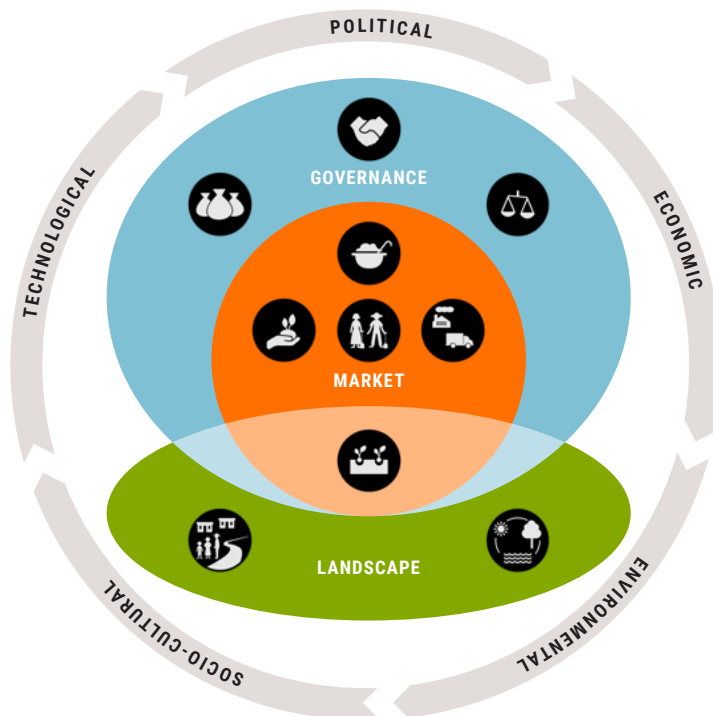 POLITICAL
TECHNOLOGICAL
ECONOMIC
GOVERNANCE
MARKET
LANDSCAPE
SOCIO-CULTURAL
ENVIRONMENTAL